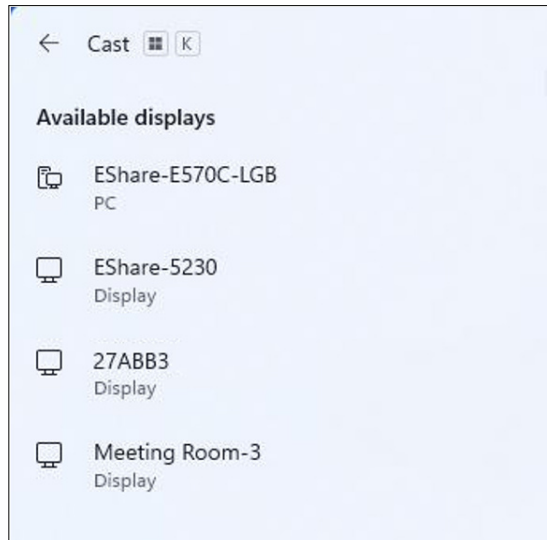 Cast K
Available displays
EShare-E570C-LGB
PC
EShare-5230
Display
27ABB3
Display
Meeting Room-3
Display